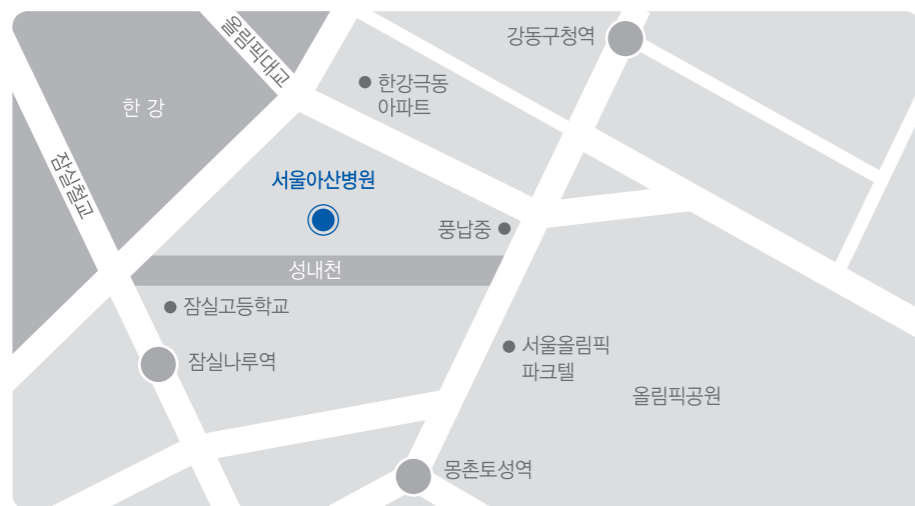 강동구청역
올림픽대교
한강극동
아파트
한 강
잠실철교
서울아산병원
풍납중
성내천
잠실고등학교
잠실나루역
서울올림픽
파크텔
올림픽공원
몽촌토성역